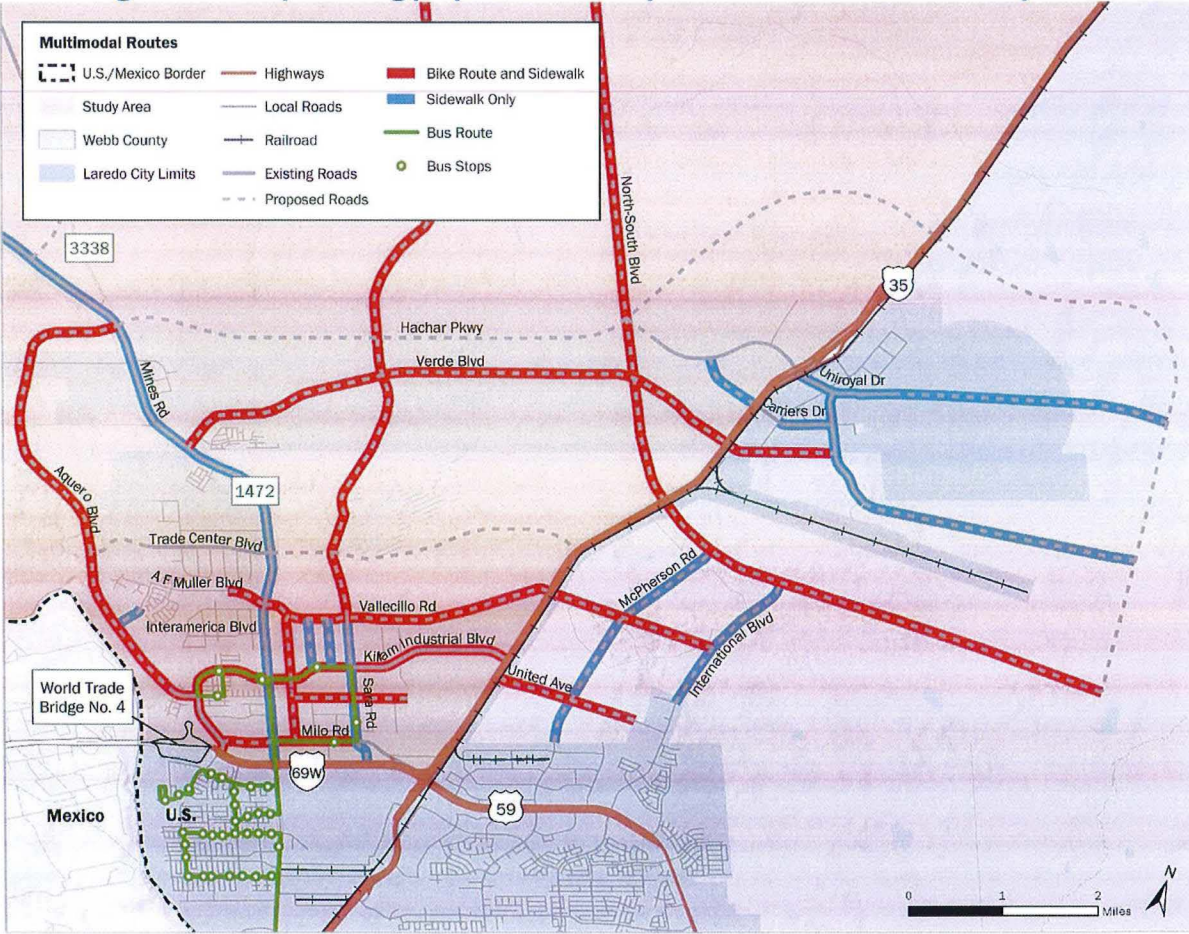 Multimodal Routes
U.S./Mexico Border
Study Area
Webb County
Laredo City Limits
Highways
Local Roads
Railroad
Existing Roads
Proposed Roads
Bike Route and Sidewalk
Sidewalk Only
Bus Route
Bus Stops
3338
North-South Blvd
35
Hachar Pkwy
Verde Blvd
Mines Rd
Uniroyal Dr
Carriers Dr
1472
Aquero Blvd
Trade Center Blvd
A F Muller Blvd
Interamerica Blvd
Vallecillo Rd
McPherson Rd
International Blvd
Industrial Blvd
United Ave
World Trade
Bridge No. 4
Milo Rd
69W
59
Mexico
U.S.
0 1 2
Miles
N